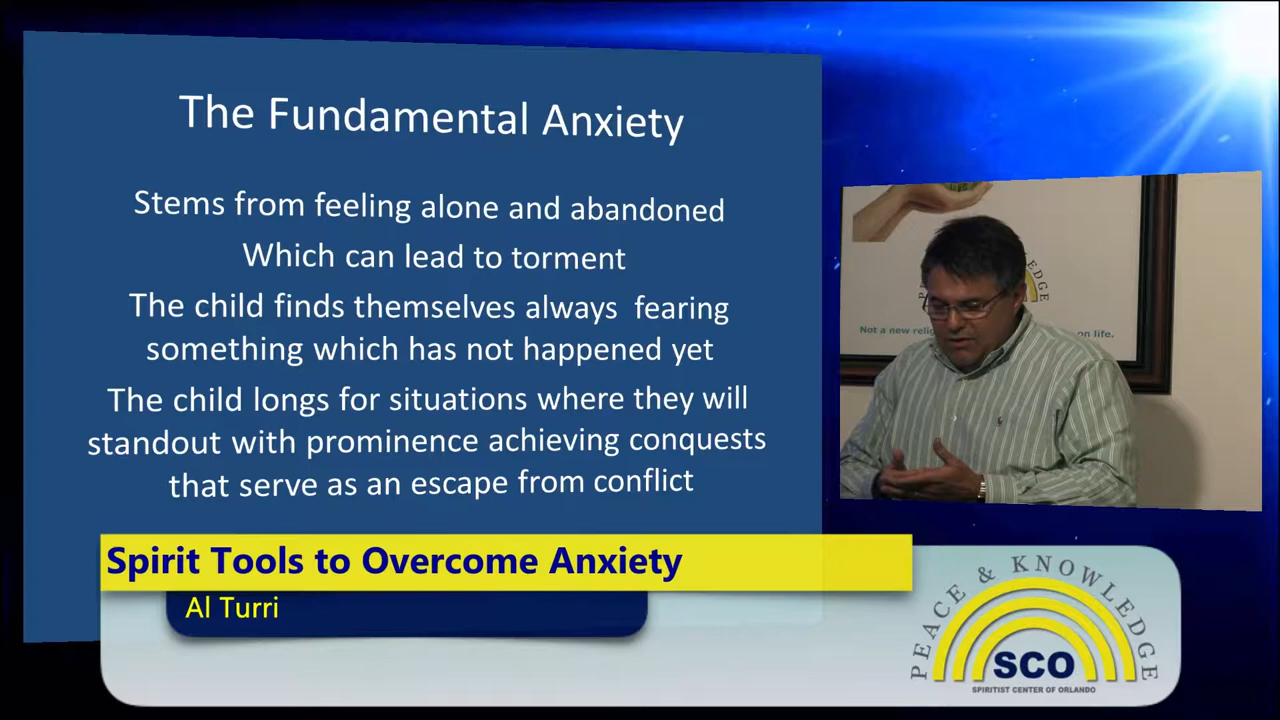 The Fundamental Anxiety
Stems from feeling alone and abandoned
Which can lead to torment
The child finds themselves always fearing
something which has not happened yet
The child longs for situations where they will
standout with prominence achieving conquests
that serve as an escape from conflict
KNOWLEDGE
Not a new on life.
Spirit Tools to Overcome Anxiety
Al Turri
PEACE & KNOWLEDGE
SCO
SPIRITIST CENTER OF ORLANDO